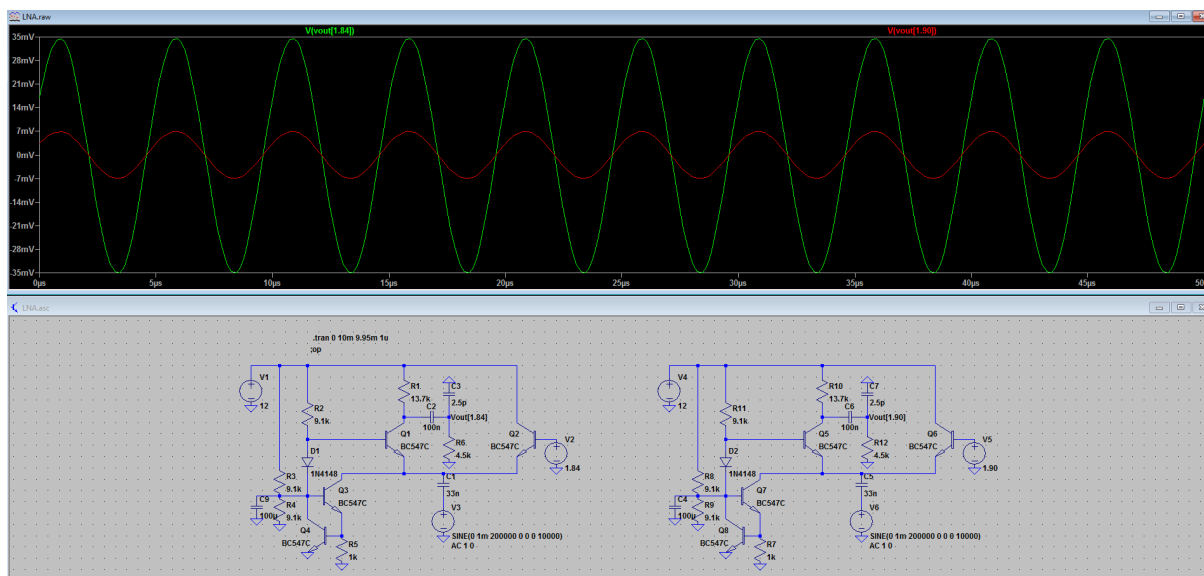 LNA.raw
V(vout[1.84])
V(vout[1.90])
35mV
28mV
21mV
14mV
7mV
0mV
-7mV
-14mV
-21mV
-28mV
-35mV
0µs
5µs
10µs
15µs
20µs
25µs
30µs
35µs
40µs
45µs
LNA.asc
.tran 0 10m 9.95m 1u
;op
V1
12
R2
9.1k
R1
13.7k
C3
2.5p
C2
100n
Vout[1.84]
Q1
BC547C
R6
4.5k
Q2
BC547C
V2
1.84
D1
1N4148
R3
9.1k
R4
9.1k
C9
100µ
Q3
BC547C
C1
33n
V3
SINE(0 1m 200000 0 0 0 10000)
AC 1 0
Q4
BC547C
R5
1k
V4
12
R11
9.1k
R10
13.7k
C7
2.5p
C6
100n
Vout[1.90]
Q5
BC547C
R12
4.5k
Q6
BC547C
V5
1.90
D2
1N4148
R8
9.1k
R9
9.1k
C4
100µ
Q7
BC547C
C5
33n
V6
SINE(0 1m 200000 0 0 0 10000)
AC 1 0
Q8
BC547C
R7
1k